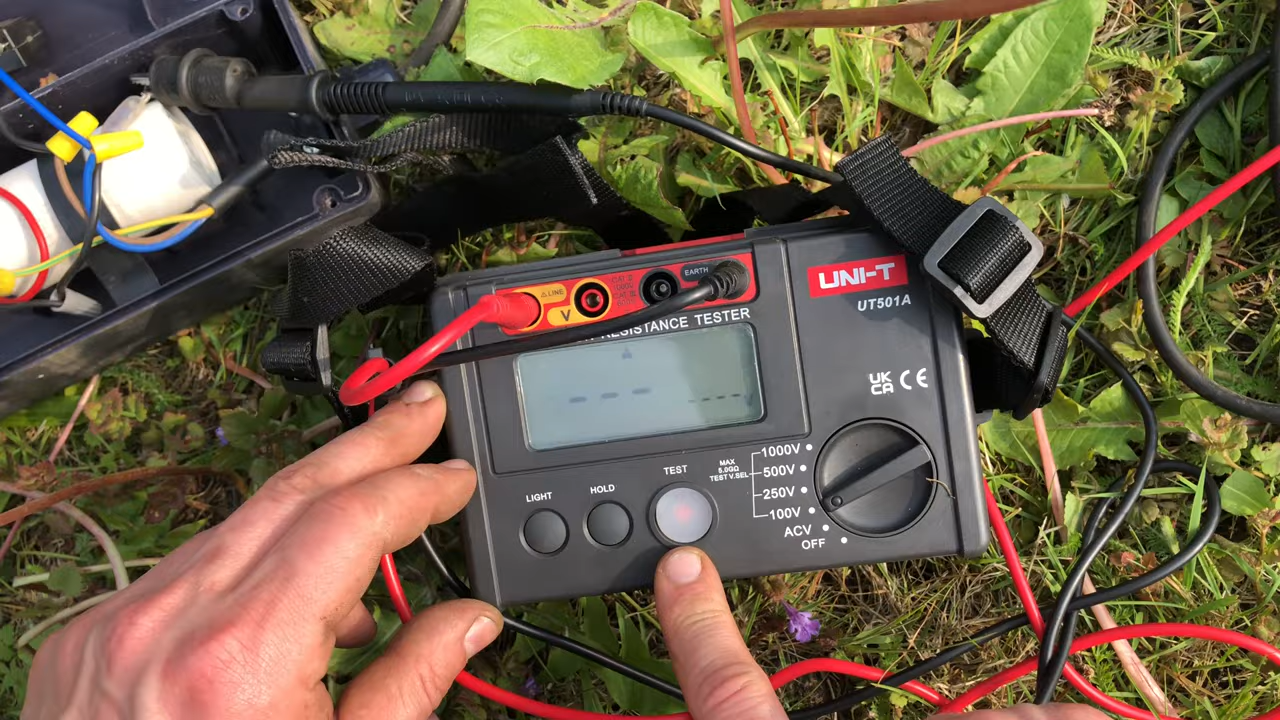 LINE
V
EARTH
RESISTANCE TESTER
UNI-T
UT501A
UK
CA CE
1000V
500V
250V
100V
ACV
OFF
MAX
5.0GΩ
TEST V.SEL
TEST
HOLD
LIGHT
--- ----